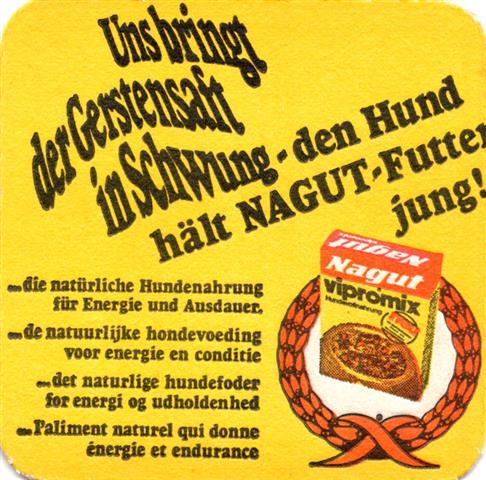 Uns bringt
der Gerstensaft
in Schwung - den Hund
hält NAGUT-Futter
jung!
...die natürliche Hundenahrung
für Energie und Ausdauer,
...de natuurlijke hondevoeding
voor energie en conditie
...det naturlige hundefoder
for energi og udholdenhed
...l'aliment naturel qui donne
énergie et endurance
Nagut
Nagut
vipromix
Hundenahrung